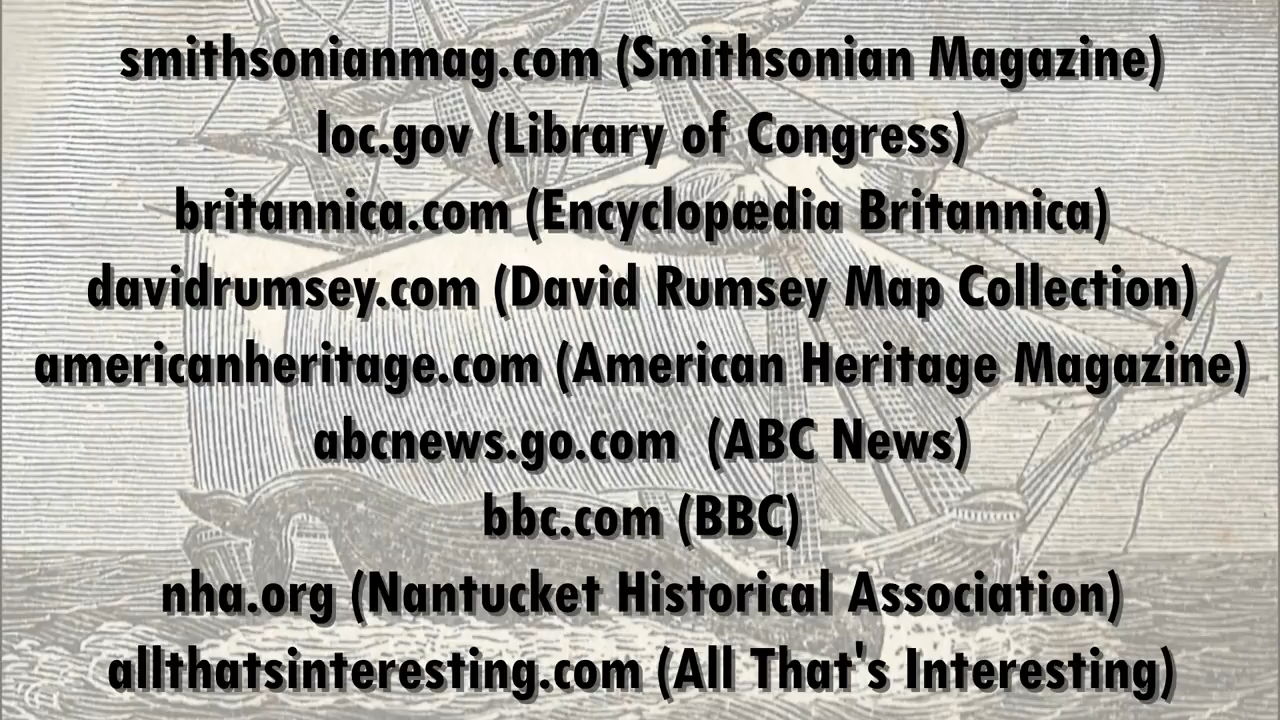 smithsonianmag.com (Smithsonian Magazine)
loc.gov (Library of Congress)
britannica.com (Encyclopædia Britannica)
davidrumsey.com (David Rumsey Map Collection)
americanheritage.com (American Heritage Magazine)
abcnews.go.com  (ABC News)
bbc.com (BBC)
nha.org (Nantucket Historical Association)
allthatsinteresting.com (All That's Interesting)